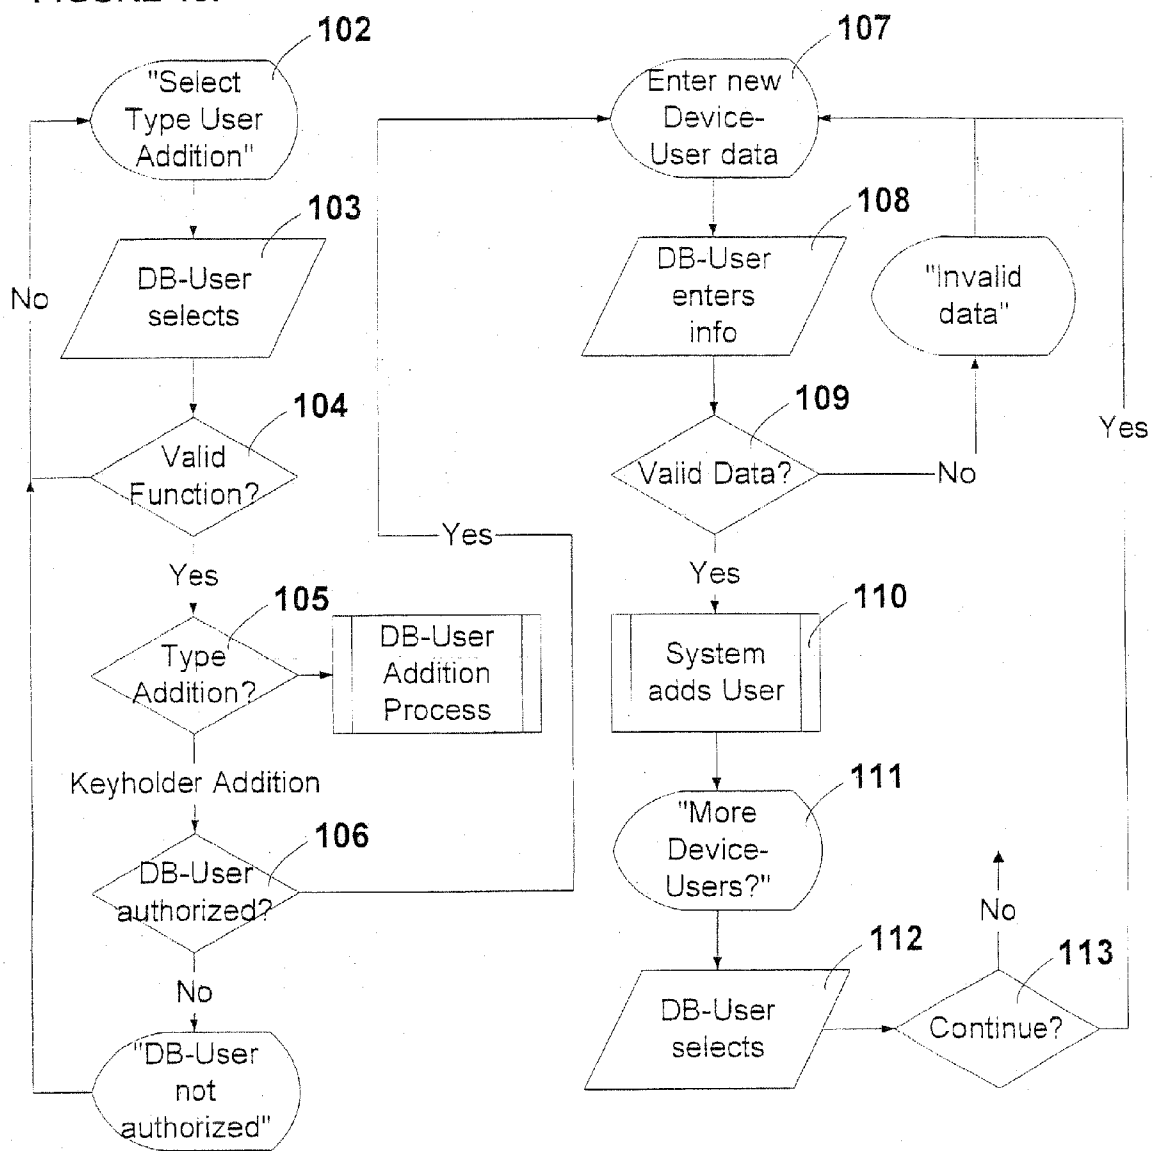 102
"Select
Type User
Addition"
103
DB-User
selects
No
104
Valid
Function?
Yes
105
Type
Addition?
DB-User
Addition
Process
Keyholder Addition
106
DB-User
authorized?
Yes
No
"DB-User
not
authorized"
107
Enter new
Device-
User data
108
DB-User
enters
info
"Invalid
data"
109
Valid Data?
No
Yes
Yes
110
System
adds User
111
"More
Device-
Users?"
112
DB-User
selects
No
113
Continue?